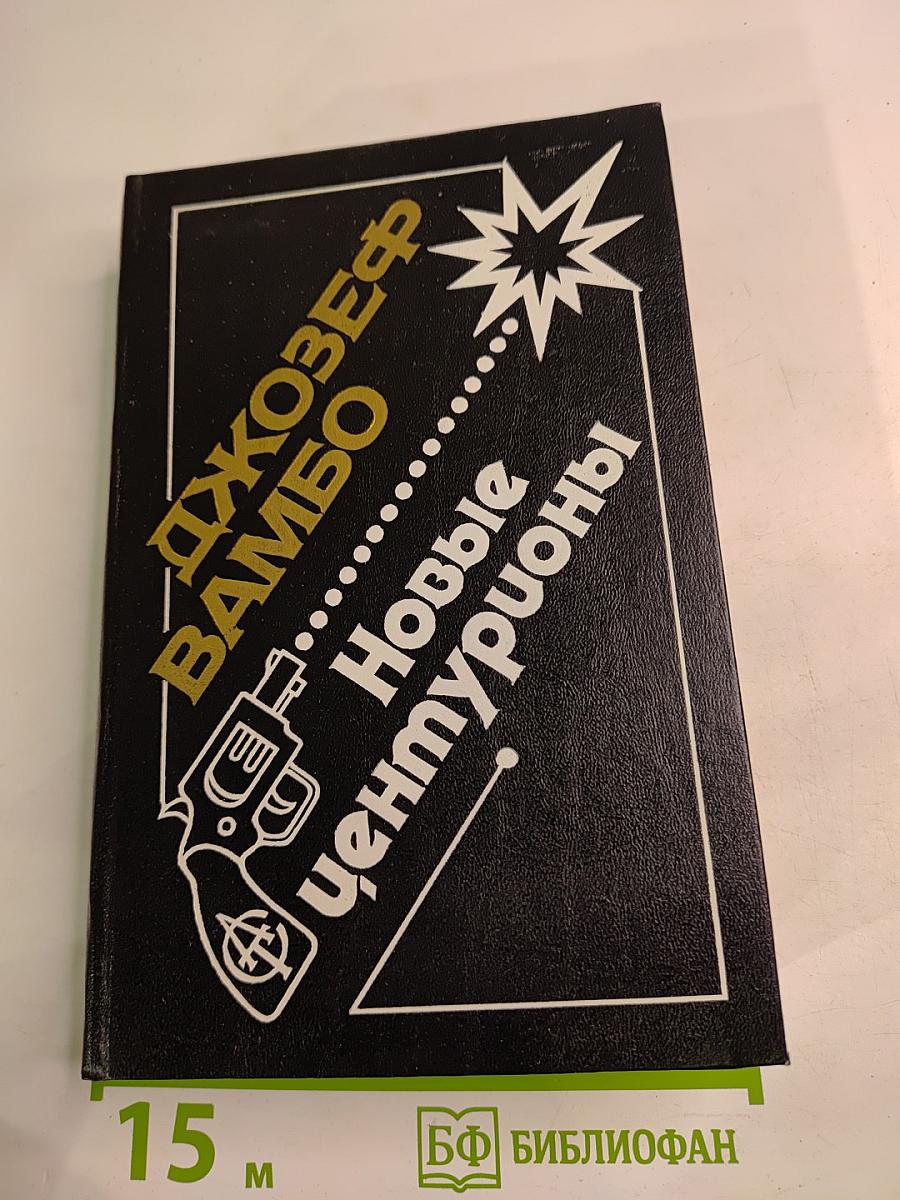 ДЖОЗЕФ
ВАМБО
Новые
центурионы
15 м
БФ БИБЛИОФАН